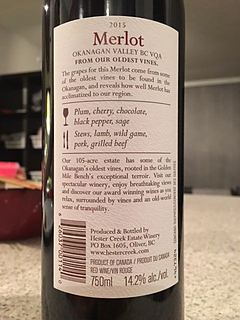 2015
Merlot
OKANAGAN VALLEY BC VQA
FROM OUR OLDEST VINES.
The grapes for this Merlot come from some
of the oldest vines to be found in the
Okanagan, and reveals how well Merlot has
acclimatized to our region.
Plum, cherry, chocolate,
black pepper, sage
Stews, lamb, wild game,
pork, grilled beef
Our 105-acre estate has some of the
Okanagan's oldest vines, rooted in the Golden
Mile Bench's exceptional terroir. Visit our
spectacular winery, enjoy breathtaking views
and discover our award winning wines as you
relax, surrounded by vines and an old-world
sense of tranquility.
Produced & Bottled by
Hester Creek Estate Winery
PO Box 1605, Oliver, BC
www.hestercreek.com
PRODUCT OF CANADA / PRODUIT DU CANADA
RED WINE/VIN ROUGE
750ml 14.2% alc./vol.